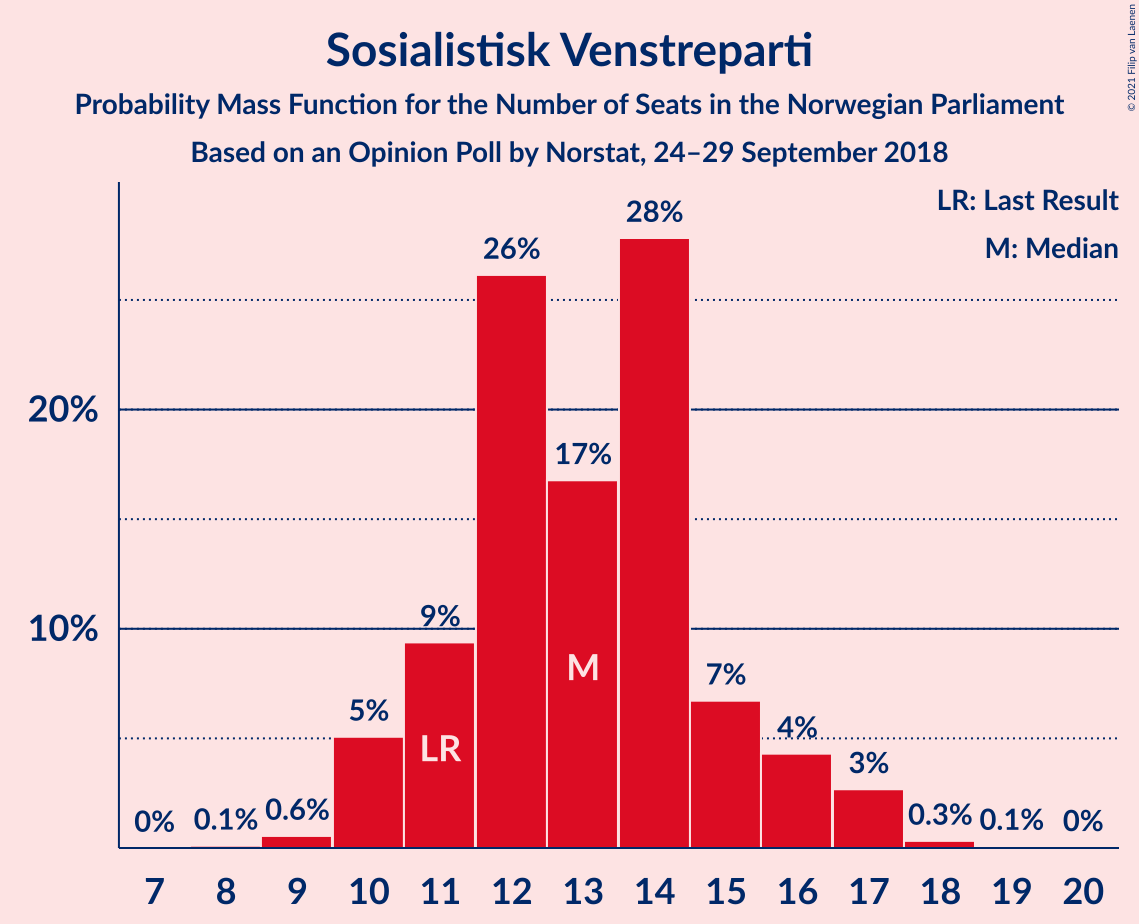 © 2021 Filip van Laenen
Sosialistisk Venstreparti
Probability Mass Function for the Number of Seats in the Norwegian Parliament
Based on an Opinion Poll by Norstat, 24–29 September 2018
LR: Last Result
M: Median
28%
26%
20%
17%
10%
9%
M
7%
5%
LR
4%
3%
0% 0.1% 0.6% 0.3% 0.1% 0%
7 8 9 10 11 12 13 14 15 16 17 18 19 20